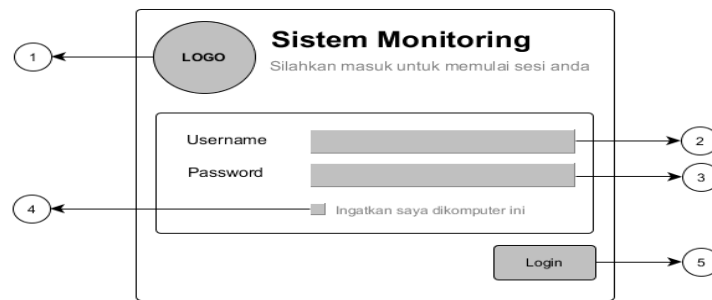 Sistem Monitoring
1
LOGO
Silahkan masuk untuk memulai sesi anda
Username
2
Password
3
4
Ingatkan saya dikomputer ini
Login
5